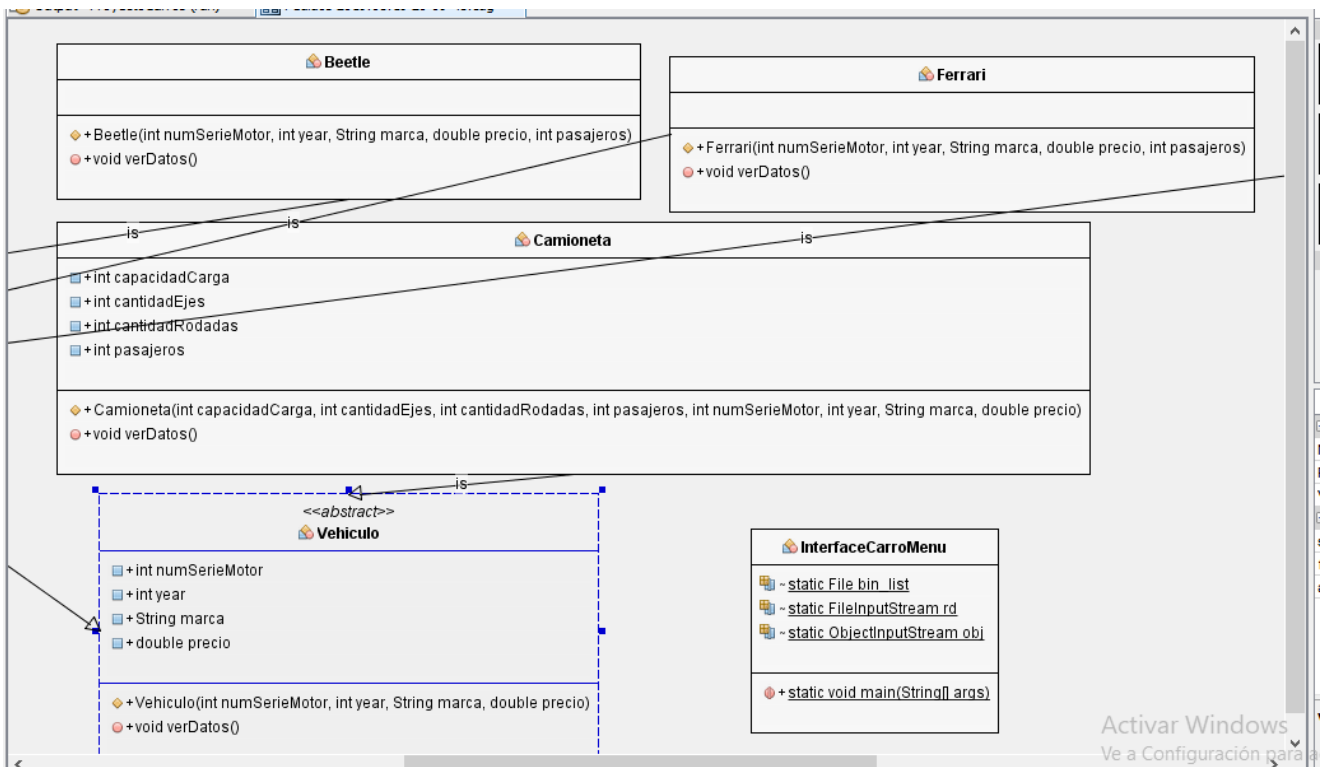 Beetle
+Beetle(int numSerieMotor, int year, String marca, double precio, int pasajeros)
+void verDatos()
Ferrari
+Ferrari(int numSerieMotor, int year, String marca, double precio, int pasajeros)
+void verDatos()
is
is
is
Camioneta
+int capacidadCarga
+int cantidadEjes
+int cantidadRodadas
+int pasajeros
+Camioneta(int capacidadCarga, int cantidadEjes, int cantidadRodadas, int pasajeros, int numSerieMotor, int year, String marca, double precio)
+void verDatos()
is
<<abstract>>
Vehiculo
+int numSerieMotor
+int year
+String marca
+double precio
+Vehiculo(int numSerieMotor, int year, String marca, double precio)
+void verDatos()
InterfaceCarroMenu
~static File bin_list
~static FileInputStream rd
~static ObjectInputStream obj
+static void main(String[] args)
Activar Windows
Ve a Configuración para a